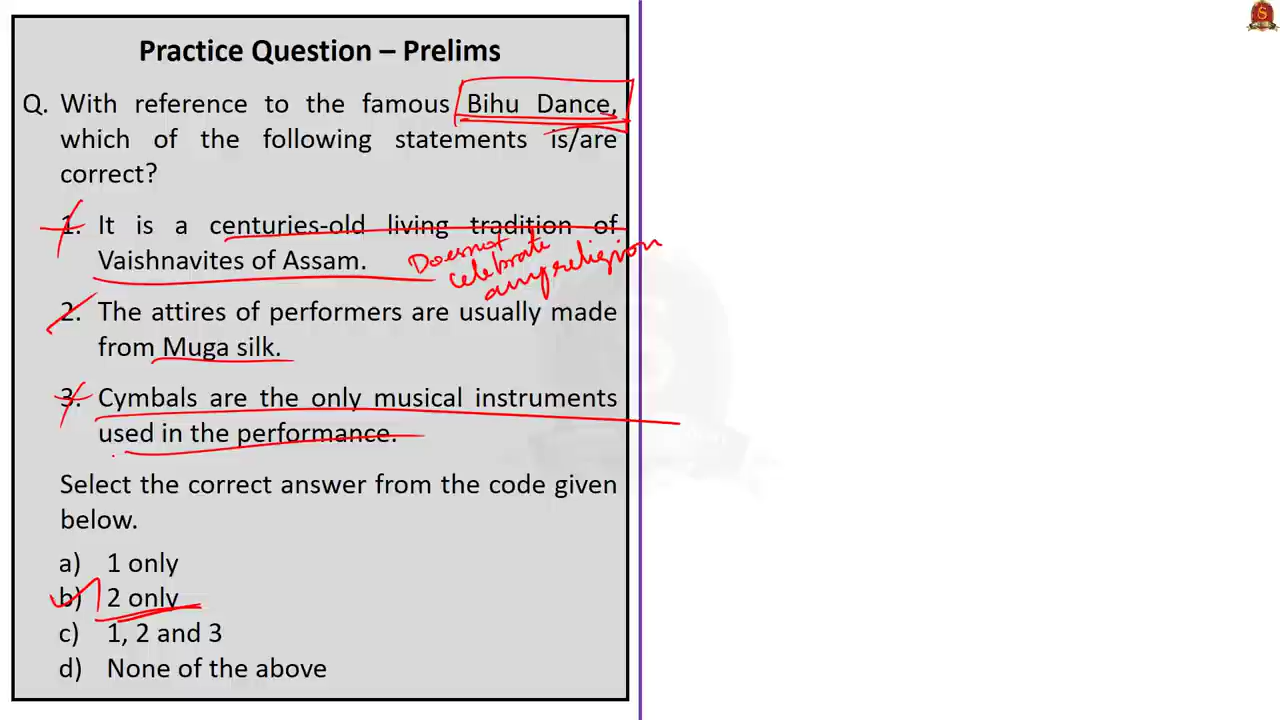 Practice Question – Prelims
Q. With reference to the famous Bihu Dance,
which of the following statements is/are
correct?
1. It is a centuries-old living tradition of
Vaishnavites of Assam.
Does not
celebrate
any religion
2. The attires of performers are usually made
from Muga silk.
3. Cymbals are the only musical instruments
used in the performance.
Select the correct answer from the code given
below.
a) 1 only
b) 2 only
c) 1, 2 and 3
d) None of the above
S